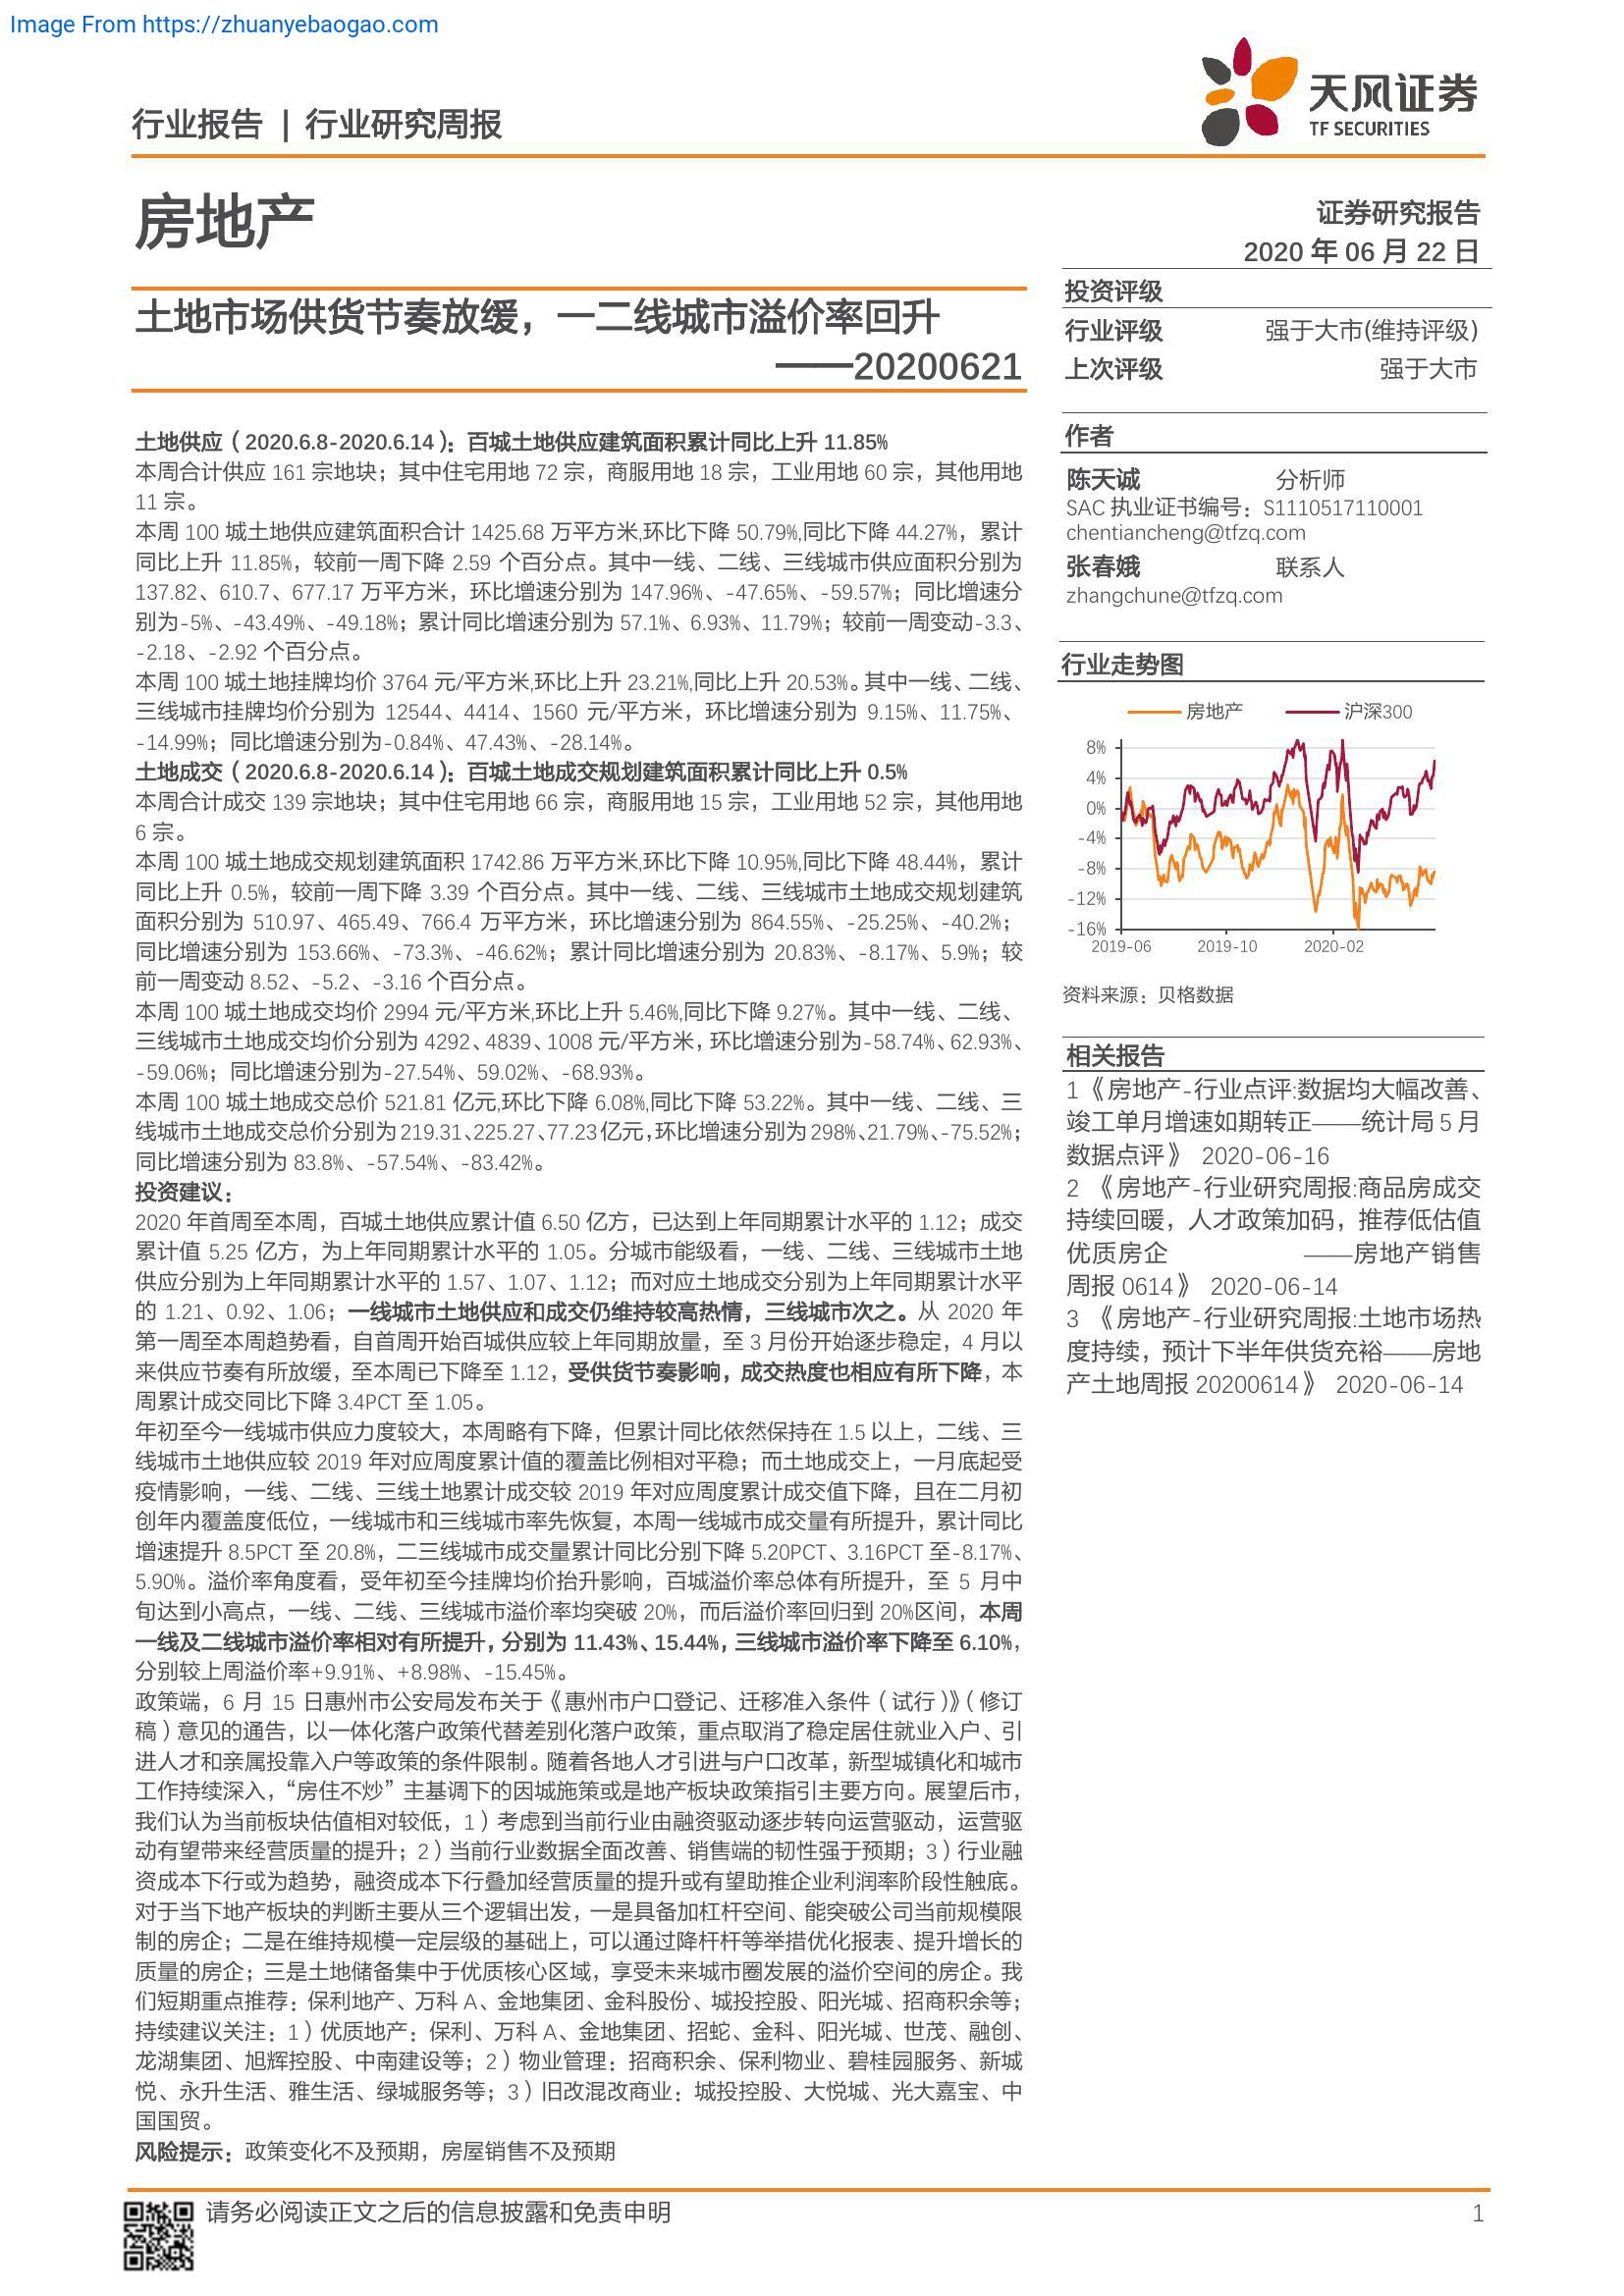 Image From https://zhuanyebaogao.com
行业报告 | 行业研究周报
天风证券
TF SECURITIES
房地产
证券研究报告
2020 年 06 月 22 日
土地市场供货节奏放缓，一二线城市溢价率回升
——20200621
土地供应（2020.6.8-2020.6.14）：百城土地供应建筑面积累计同比上升 11.85%
本周合计供应 161 宗地块；其中住宅用地 72 宗，商服用地 18 宗，工业用地 60 宗，其他用地
11 宗。
本周 100 城土地供应建筑面积合计 1425.68 万平方米,环比下降 50.79%,同比下降 44.27%，累计
同比上升 11.85%，较前一周下降 2.59 个百分点。其中一线、二线、三线城市供应面积分别为
137.82、610.7、677.17 万平方米，环比增速分别为 147.96%、-47.65%、-59.57%；同比增速分
别为-5%、-43.49%、-49.18%；累计同比增速分别为 57.1%、6.93%、11.79%；较前一周变动-3.3、
-2.18、-2.92 个百分点。
本周 100 城土地挂牌均价 3764 元/平方米,环比上升 23.21%,同比上升 20.53%。其中一线、二线、
三线城市挂牌均价分别为 12544、4414、1560 元/平方米，环比增速分别为 9.15%、11.75%、
-14.99%；同比增速分别为-0.84%、47.43%、-28.14%。
土地成交（2020.6.8-2020.6.14）：百城土地成交规划建筑面积累计同比上升 0.5%
本周合计成交 139 宗地块；其中住宅用地 66 宗，商服用地 15 宗，工业用地 52 宗，其他用地
6 宗。
本周 100 城土地成交规划建筑面积 1742.86 万平方米,环比下降 10.95%,同比下降 48.44%，累计
同比上升 0.5%，较前一周下降 3.39 个百分点。其中一线、二线、三线城市土地成交规划建筑
面积分别为 510.97、465.49、766.4 万平方米，环比增速分别为 864.55%、-25.25%、-40.2%；
同比增速分别为 153.66%、-73.3%、-46.62%；累计同比增速分别为 20.83%、-8.17%、5.9%；较
前一周变动 8.52、-5.2、-3.16 个百分点。
本周 100 城土地成交均价 2994 元/平方米,环比上升 5.46%,同比下降 9.27%。其中一线、二线、
三线城市土地成交均价分别为 4292、4839、1008 元/平方米，环比增速分别为-58.74%、62.93%、
-59.06%；同比增速分别为-27.54%、59.02%、-68.93%。
本周 100 城土地成交总价 521.81 亿元,环比下降 6.08%,同比下降 53.22%。其中一线、二线、三
线城市土地成交总价分别为 219.31、225.27、77.23 亿元，环比增速分别为 298%、21.79%、-75.52%；
同比增速分别为 83.8%、-57.54%、-83.42%。
投资建议：
2020 年首周至本周，百城土地供应累计值 6.50 亿方，已达到上年同期累计水平的 1.12；成交
累计值 5.25 亿方，为上年同期累计水平的 1.05。分城市能级看，一线、二线、三线城市土地
供应分别为上年同期累计水平的 1.57、1.07、1.12；而对应土地成交分别为上年同期累计水平
的 1.21、0.92、1.06；一线城市土地供应和成交仍维持较高热情，三线城市次之。从 2020 年
第一周至本周趋势看，自首周开始百城供应较上年同期放量，至 3 月份开始逐步稳定，4 月以
来供应节奏有所放缓，至本周已下降至 1.12，受供货节奏影响，成交热度也相应有所下降，本
周累计成交同比下降 3.4PCT 至 1.05。
年初至今一线城市供应力度较大，本周略有下降，但累计同比依然保持在 1.5 以上，二线、三
线城市土地供应较 2019 年对应周度累计值的覆盖比例相对平稳；而土地成交上，一月底起受
疫情影响，一线、二线、三线土地累计成交较 2019 年对应周度累计成交值下降，且在二月初
创年内覆盖度低位，一线城市和三线城市率先恢复，本周一线城市成交量有所提升，累计同比
增速提升 8.5PCT 至 20.8%，二三线城市成交量累计同比分别下降 5.20PCT、3.16PCT 至-8.17%、
5.90%。溢价率角度看，受年初至今挂牌均价抬升影响，百城溢价率总体有所提升，至 5 月中
旬达到小高点，一线、二线、三线城市溢价率均突破 20%，而后溢价率回归到 20%区间，本周
一线及二线城市溢价率相对有所提升，分别为 11.43%、15.44%，三线城市溢价率下降至 6.10%，
分别较上周溢价率+9.91%、+8.98%、-15.45%。
政策端，6 月 15 日惠州市公安局发布关于《惠州市户口登记、迁移准入条件（试行）》（修订
稿）意见的通告，以一体化落户政策代替差别化落户政策，重点取消了稳定居住就业入户、引
进人才和亲属投靠入户等政策的条件限制。随着各地人才引进与户口改革，新型城镇化和城市
工作持续深入，“房住不炒”主基调下的因城施策或是地产板块政策指引主要方向。展望后市，
我们认为当前板块估值相对较低，1）考虑到当前行业由融资驱动逐步转向运营驱动，运营驱
动有望带来经营质量的提升；2）当前行业数据全面改善、销售端的韧性强于预期；3）行业融
资成本下行或为趋势，融资成本下行叠加经营质量的提升或有望助推企业利润率阶段性触底。
对于当下地产板块的判断主要从三个逻辑出发，一是具备加杠杆空间、能突破公司当前规模限
制的房企；二是在维持规模一定层级的基础上，可以通过降杆杆等举措优化报表、提升增长的
质量的房企；三是土地储备集中于优质核心区域，享受未来城市圈发展的溢价空间的房企。我
们短期重点推荐：保利地产、万科 A、金地集团、金科股份、城投控股、阳光城、招商积余等；
持续建议关注：1）优质地产：保利、万科 A、金地集团、招蛇、金科、阳光城、世茂、融创、
龙湖集团、旭辉控股、中南建设等；2）物业管理：招商积余、保利物业、碧桂园服务、新城
悦、永升生活、雅生活、绿城服务等；3）旧改混改商业：城投控股、大悦城、光大嘉宝、中
国国贸。
风险提示：政策变化不及预期，房屋销售不及预期
投资评级
行业评级 强于大市(维持评级)
上次评级 强于大市
作者
陈天诚 分析师
SAC 执业证书编号：S1110517110001
chentiancheng@tfzq.com
张春娥 联系人
zhangchune@tfzq.com
行业走势图
房地产 沪深300
8%
4%
0%
-4%
-8%
-12%
-16%
2019-06 2019-10 2020-02
资料来源：贝格数据
相关报告
1 《房地产-行业点评:数据均大幅改善、
竣工单月增速如期转正——统计局 5 月
数据点评》 2020-06-16
2 《房地产-行业研究周报:商品房成交
持续回暖，人才政策加码，推荐低估值
优质房企 ——房地产销售
周报 0614》 2020-06-14
3 《房地产-行业研究周报:土地市场热
度持续，预计下半年供货充裕——房地
产土地周报 20200614》 2020-06-14
请务必阅读正文之后的信息披露和免责申明 1